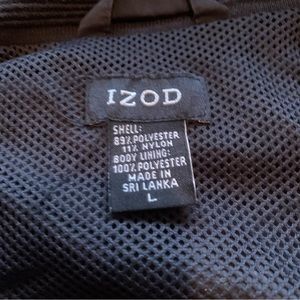 IZOD
SHELL:
89% POLYESTER
11% NYLON
BODY LINING:
100% POLYESTER
MADE IN
SRI LANKA
L